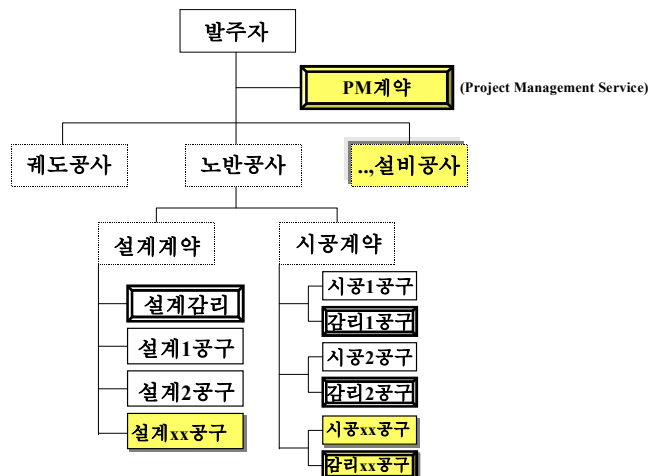 발주자
PM계약 (Project Management Service)
궤도공사 노반공사 ..,설비공사
설계계약 시공계약
설계감리
설계1공구
설계2공구
설계xx공구
시공1공구
감리1공구
시공2공구
감리2공구
시공xx공구
감리xx공구